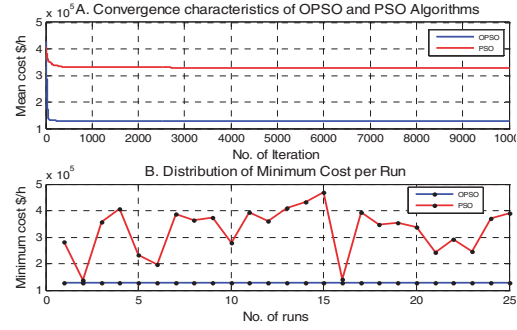 x 10^5 A. Convergence characteristics of OPSO and PSO Algorithms
5
4
3
2
1
Mean cost $/h
OPSO
PSO
0 1000 2000 3000 4000 5000 6000 7000 8000 9000 10000
No. of Iteration
x 10^5 B. Distribution of Minimum Cost per Run
5
4
3
2
1
Minimum cost $/h
OPSO
PSO
0 5 10 15 20 25
No. of runs